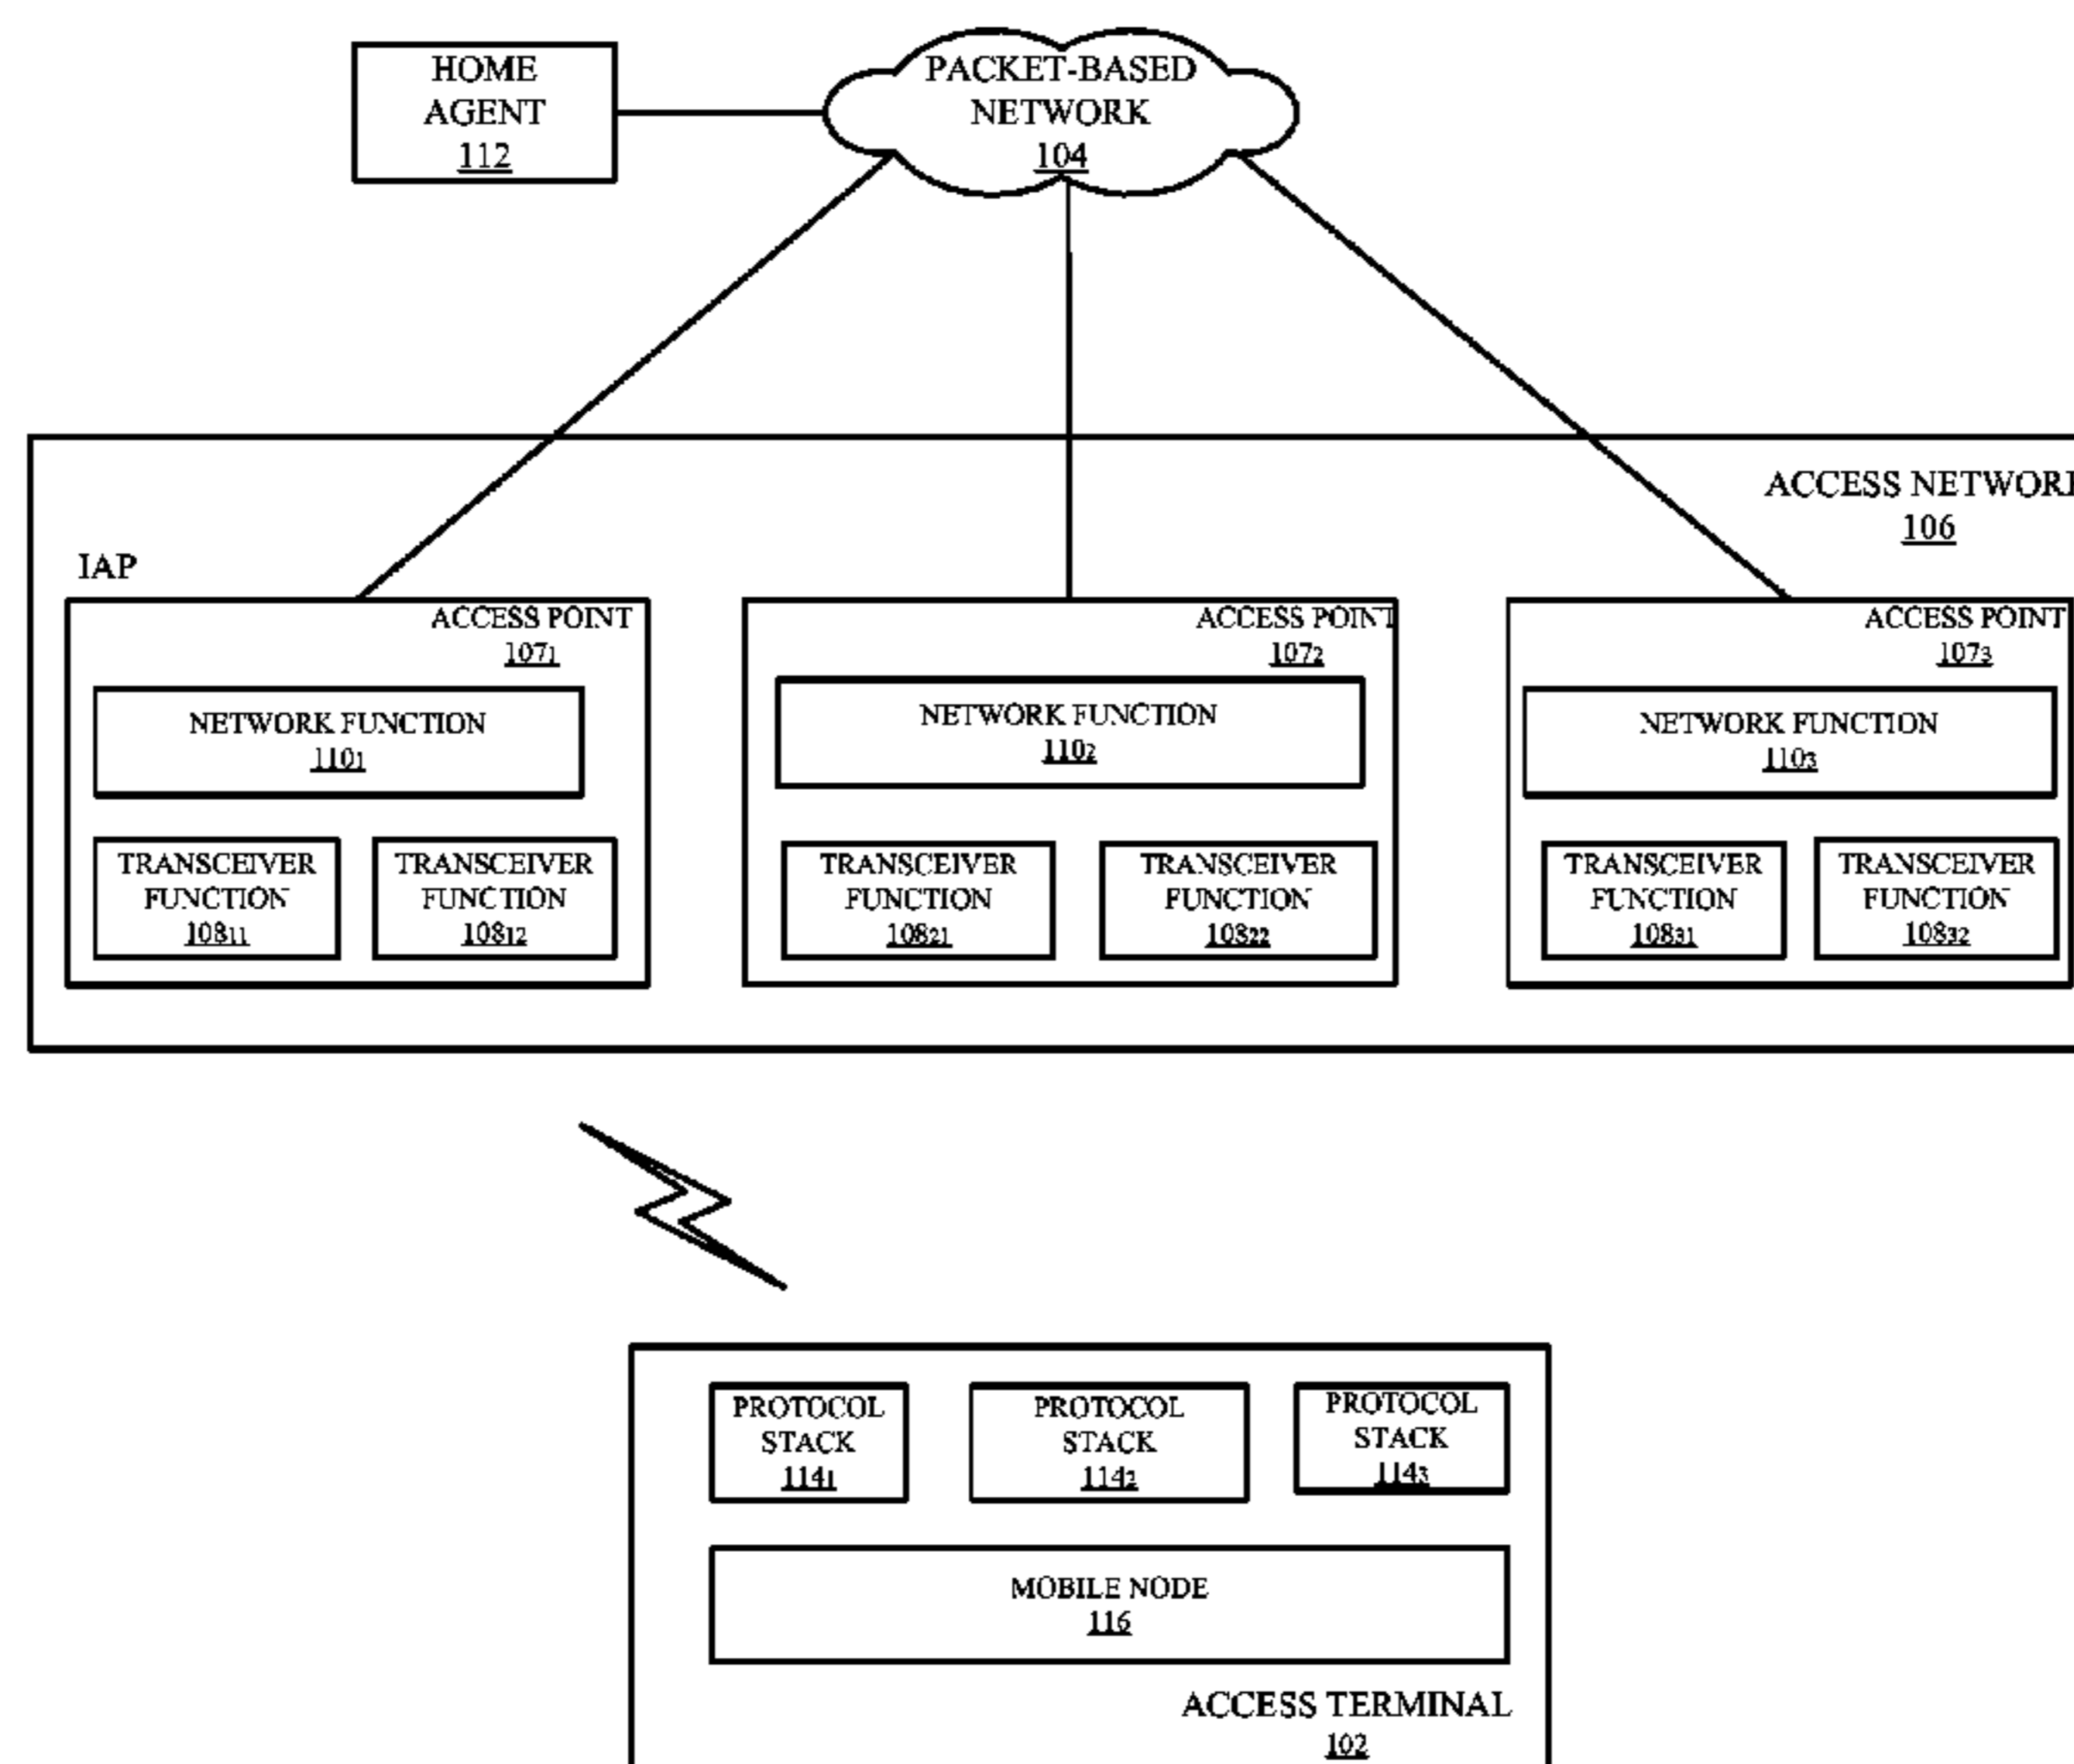 HOME
AGENT
112
PACKET-BASED
NETWORK
104
ACCESS NETWORK
106
IAP
ACCESS POINT
107₁
NETWORK FUNCTION
110₁
TRANSCEIVER
FUNCTION
108₁₁
TRANSCEIVER
FUNCTION
108₁₂
ACCESS POINT
107₂
NETWORK FUNCTION
110₂
TRANSCEIVER
FUNCTION
108₂₁
TRANSCEIVER
FUNCTION
108₂₂
ACCESS POINT
107₃
NETWORK FUNCTION
110₃
TRANSCEIVER
FUNCTION
108₃₁
TRANSCEIVER
FUNCTION
108₃₂
PROTOCOL
STACK
114₁
PROTOCOL
STACK
114₂
PROTOCOL
STACK
114₃
MOBILE NODE
116
ACCESS TERMINAL
102